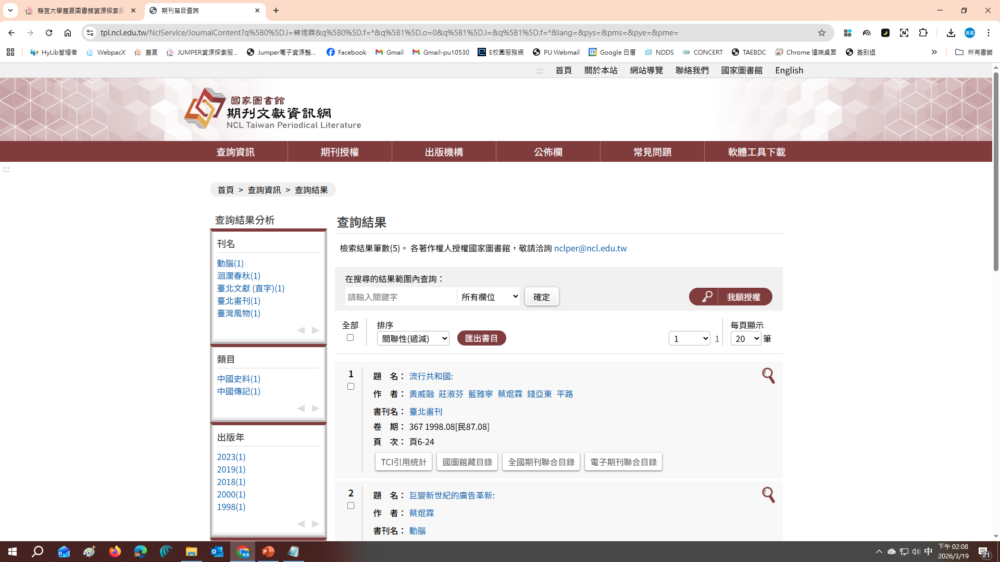 靜宜大學蓋夏圖書館資源探索服
期刊篇目查詢
tpl.ncl.edu.tw/NclService/JournalContent?q%5B0%5D.i=蔡焜霖&q%5B0%5D.f=*&q%5B1%5D.o=0&q%5B1%5D.i=&q%5B1%5D.f=*&lang=&pys=&pms=&pye=&pme=
義臺
HyLib管理者 WebpacX 蓋夏 JUMPER資源探索服... Jumper電子資源整... Facebook Gmail Gmail-pu10530 E校園服務網 PU Webmail Google 日曆 NDDS CONCERT TAEBDC Chrome 遠端桌面 簽到退 » 所有書籤
首頁 關於本站 網站導覽 聯絡我們 國家圖書館 English
國家圖書館
期刊文獻資訊網
NCL Taiwan Periodical Literature
查詢資訊 期刊授權 出版機構 公佈欄 常見問題 軟體工具下載
:::
首頁 > 查詢資訊 > 查詢結果
查詢結果分析
刊名
動腦(1)
洄瀾春秋(1)
臺北文獻 (直字)(1)
臺北畫刊(1)
臺灣風物(1)
類目
中國史料(1)
中國傳記(1)
出版年
2023(1)
2019(1)
2018(1)
2000(1)
1998(1)
查詢結果
檢索結果筆數(5)。 各著作權人授權國家圖書館，敬請洽詢 nclper@ncl.edu.tw
在搜尋的結果範圍內查詢：
請輸入關鍵字 所有欄位 確定 我願授權
全部 排序 每頁顯示
關聯性(遞減) 匯出書目 1 1 20 筆
1 題 名： 流行共和國:
作 者： 黃威融 莊淑芬 藍雅寧 蔡焜霖 錢亞東 平路
書刊名： 臺北畫刊
卷 期： 367 1998.08[民87.08]
頁 次： 頁6-24
TCI引用統計 國圖館藏目錄 全國期刊聯合目錄 電子期刊聯合目錄
2 題 名： 巨變新世紀的廣告革新:
作 者： 蔡焜霖
書刊名： 動腦
中
下午 02:08
2026/3/19
21